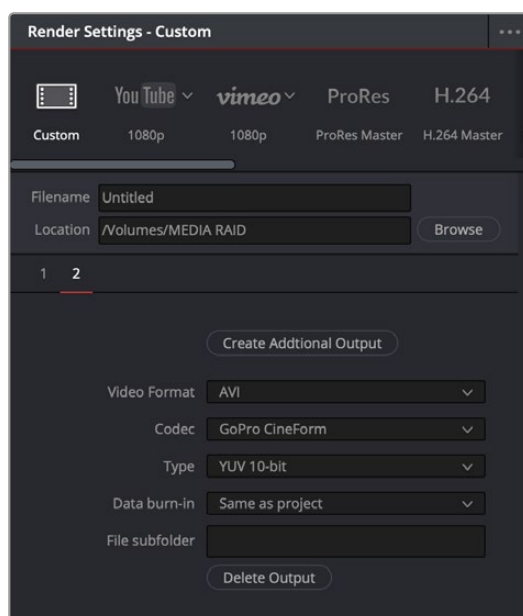 Render Settings - Custom
YouTube vimeo ProRes H.264
Custom 1080p 1080p ProRes Master H.264 Master
Filename Untitled
Location /Volumes/MEDIA RAID Browse
1 2
Create Addtional Output
Video Format AVI
Codec GoPro CineForm
Type YUV 10-bit
Data burn-in Same as project
File subfolder
Delete Output